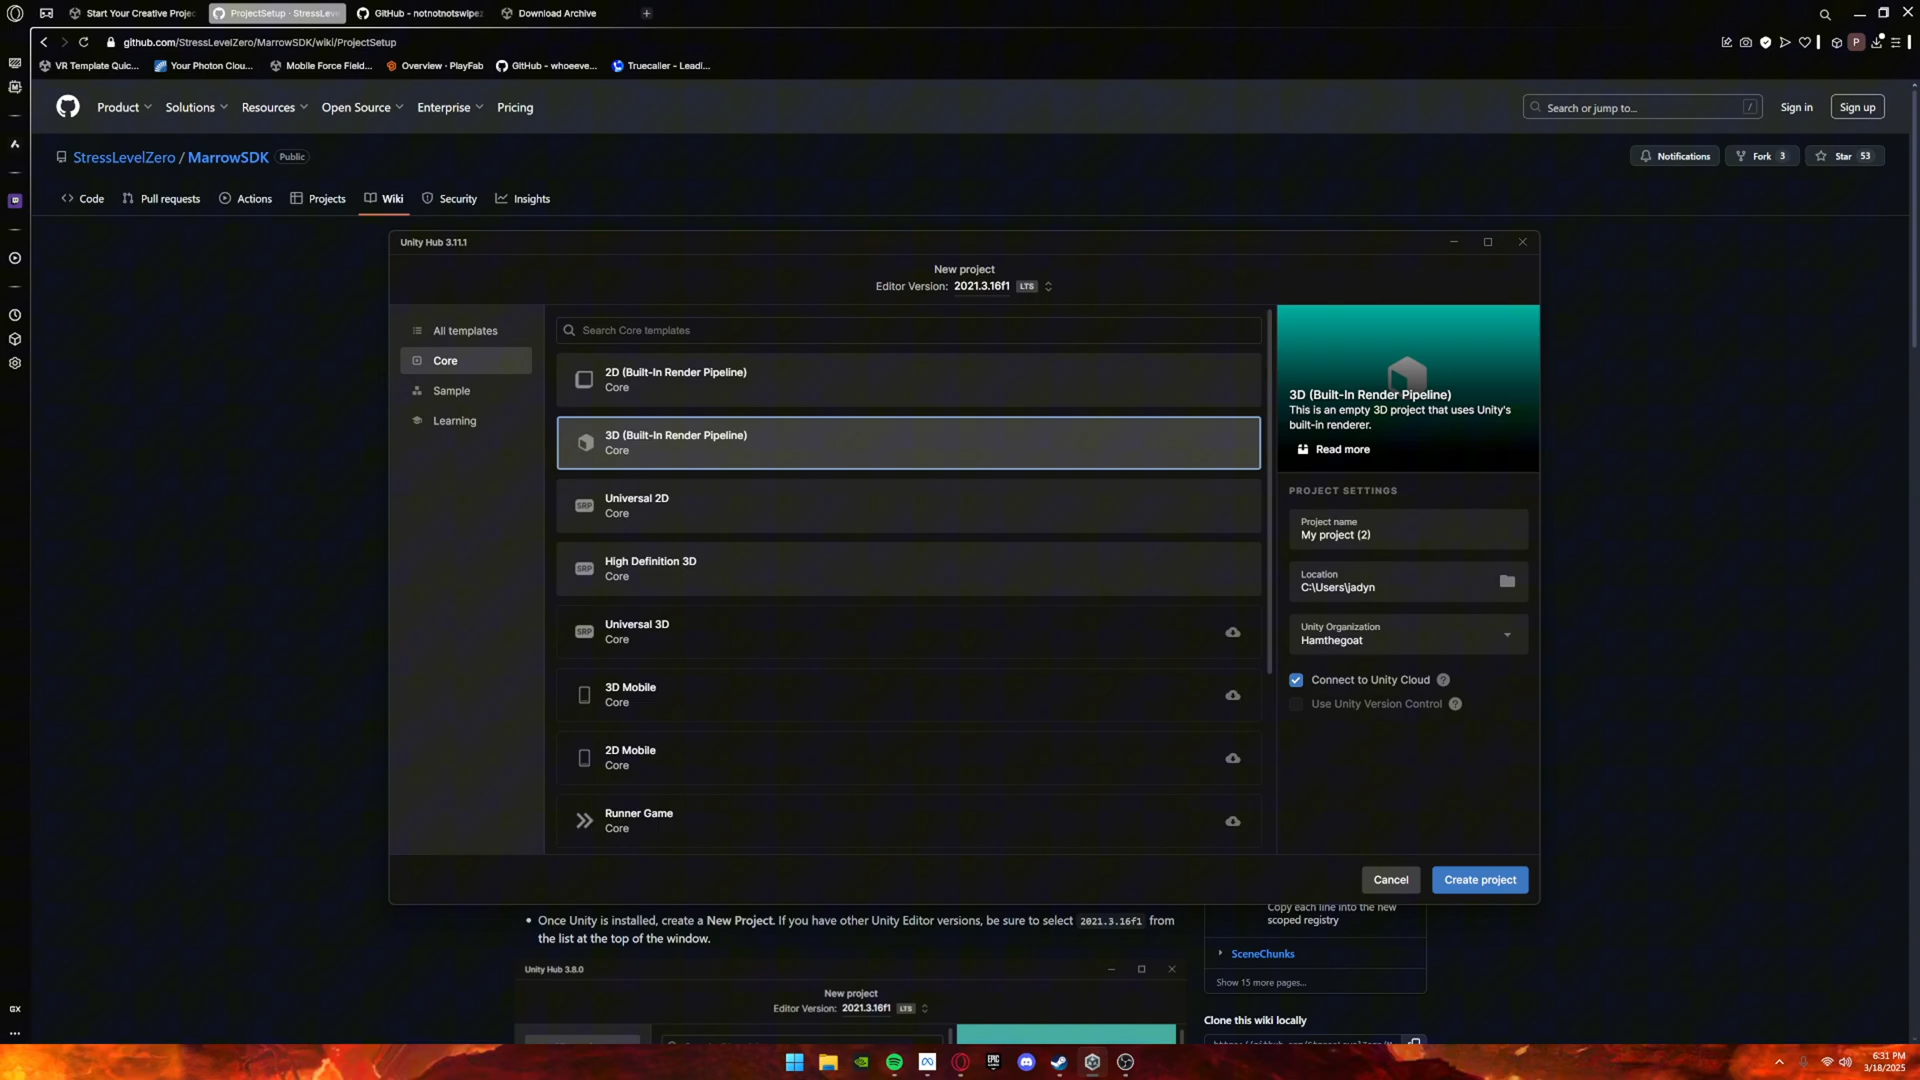 Start Your Creative Projec
ProjectSetup · StressLeve
GitHub - notnotnotswipez
Download Archive
github.com/StressLevelZero/MarrowSDK/wiki/ProjectSetup
P
VR Template Quic...
Your Photon Clou...
Mobile Force Field...
Overview · PlayFab
GitHub - whoeeve...
Truecaller - Leadi...
Product
Solutions
Resources
Open Source
Enterprise
Pricing
Search or jump to...
/
Sign in
Sign up
StressLevelZero / MarrowSDK
Public
Notifications
Fork 3
Star 53
Code
Pull requests
Actions
Projects
Wiki
Security
Insights
Unity Hub 3.11.1
New project
Editor Version: 2021.3.16f1 LTS
All templates
Core
Sample
Learning
Search Core templates
2D (Built-In Render Pipeline)
Core
3D (Built-In Render Pipeline)
Core
Universal 2D
Core
SRP
High Definition 3D
Core
SRP
Universal 3D
Core
SRP
3D Mobile
Core
2D Mobile
Core
Runner Game
Core
3D (Built-In Render Pipeline)
This is an empty 3D project that uses Unity's
built-in renderer.
Read more
PROJECT SETTINGS
Project name
My project (2)
Location
C:\Users\jadyn
Unity Organization
Hamthegoat
Connect to Unity Cloud ?
Use Unity Version Control ?
Cancel
Create project
Once Unity is installed, create a New Project. If you have other Unity Editor versions, be sure to select 2021.3.16f1 from
the list at the top of the window.
Unity Hub 3.8.0
New project
Editor Version: 2021.3.16f1 LTS
Copy each line into the new
scoped registry
SceneChunks
Show 15 more pages...
Clone this wiki locally
GX
EPIC
6:31 PM
3/18/2025